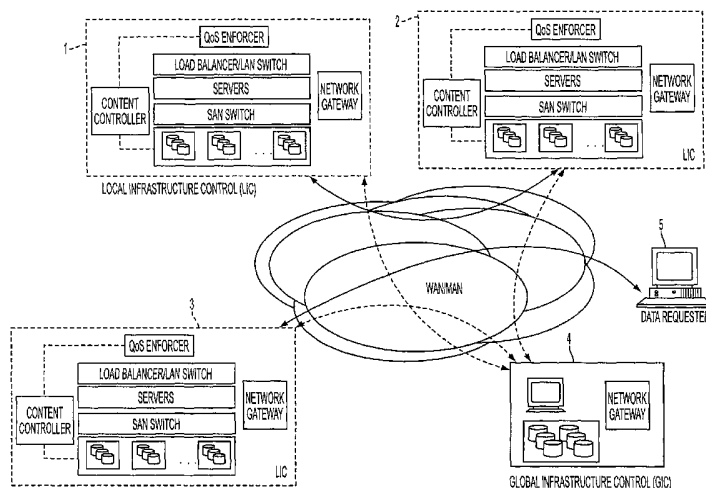 1
QoS ENFORCER
LOAD BALANCER/LAN SWITCH
SERVERS
SAN SWITCH
CONTENT
CONTROLLER
NETWORK
GATEWAY
LOCAL INFRASTRUCTURE CONTROL (LIC)
2
QoS ENFORCER
LOAD BALANCER/LAN SWITCH
SERVERS
SAN SWITCH
CONTENT
CONTROLLER
NETWORK
GATEWAY
LIC
WAN/MAN
5
DATA REQUESTER
3
QoS ENFORCER
LOAD BALANCER/LAN SWITCH
SERVERS
SAN SWITCH
CONTENT
CONTROLLER
NETWORK
GATEWAY
LIC
4
NETWORK
GATEWAY
GLOBAL INFRASTRUCTURE CONTROL (GIC)